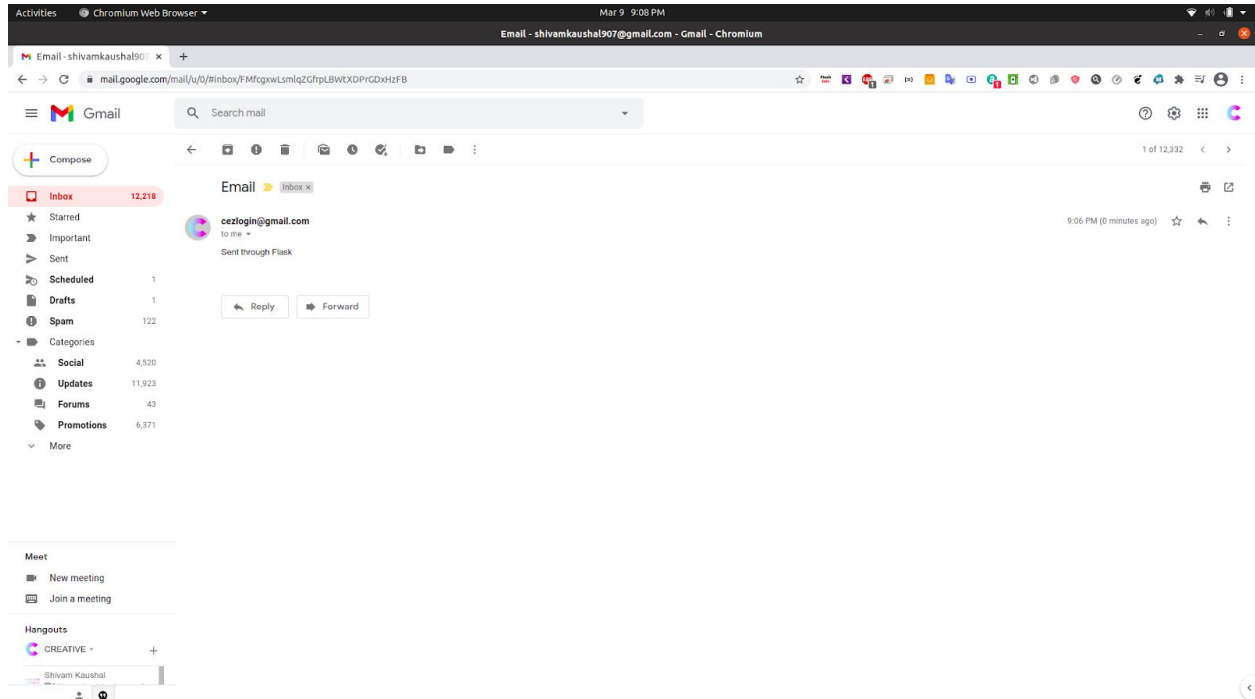 Activities Chromium Web Browser Mar 9 9:08 PM
Email - shivamkaushal907@gmail.com - Gmail - Chromium
Email - shivamkaushal907
mail.google.com/mail/u/0/#inbox/FMfcgxwLsmlqZGfrpLBWtXDPrGDxHzFB
Gmail Search mail
Compose 1 of 12,332
Email Inbox x
Inbox 12,218
Starred cezlogin@gmail.com 9:06 PM (0 minutes ago)
Important to me
Sent Sent through Flask
Scheduled 1
Drafts 1
Reply Forward
Spam 122
Categories
Social 4,520
Updates 11,923
Forums 43
Promotions 6,371
More
Meet
New meeting
Join a meeting
Hangouts
CREATIVE
Shivam Kaushal